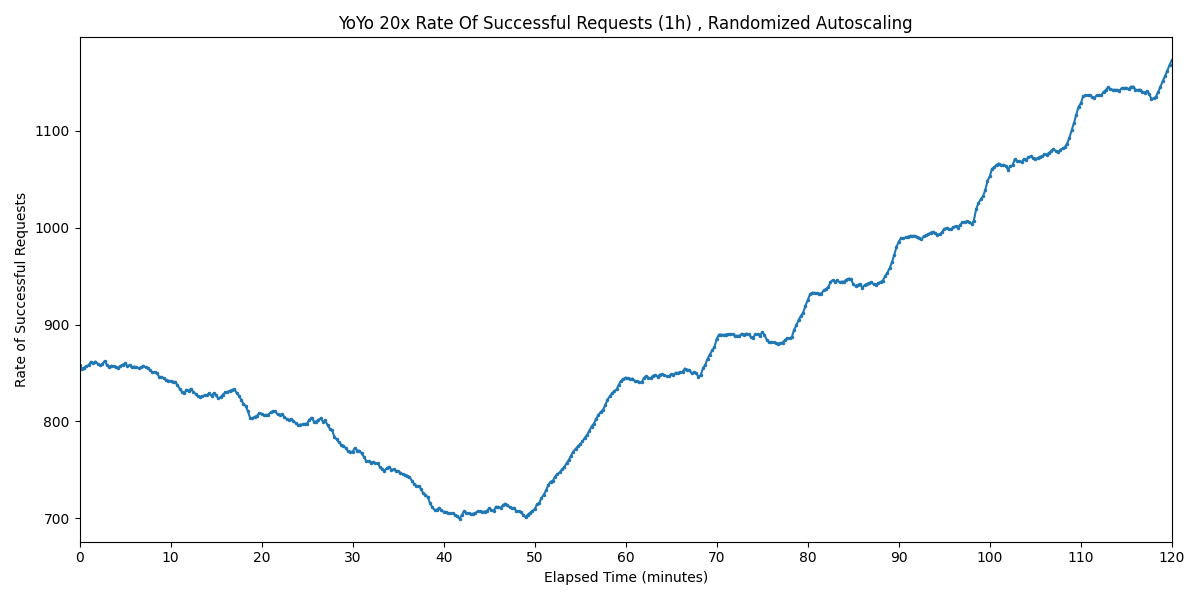 YoYo 20x Rate Of Successful Requests (1h) , Randomized Autoscaling
Rate of Successful Requests
1100
1000
900
800
700
0 10 20 30 40 50 60 70 80 90 100 110 120
Elapsed Time (minutes)